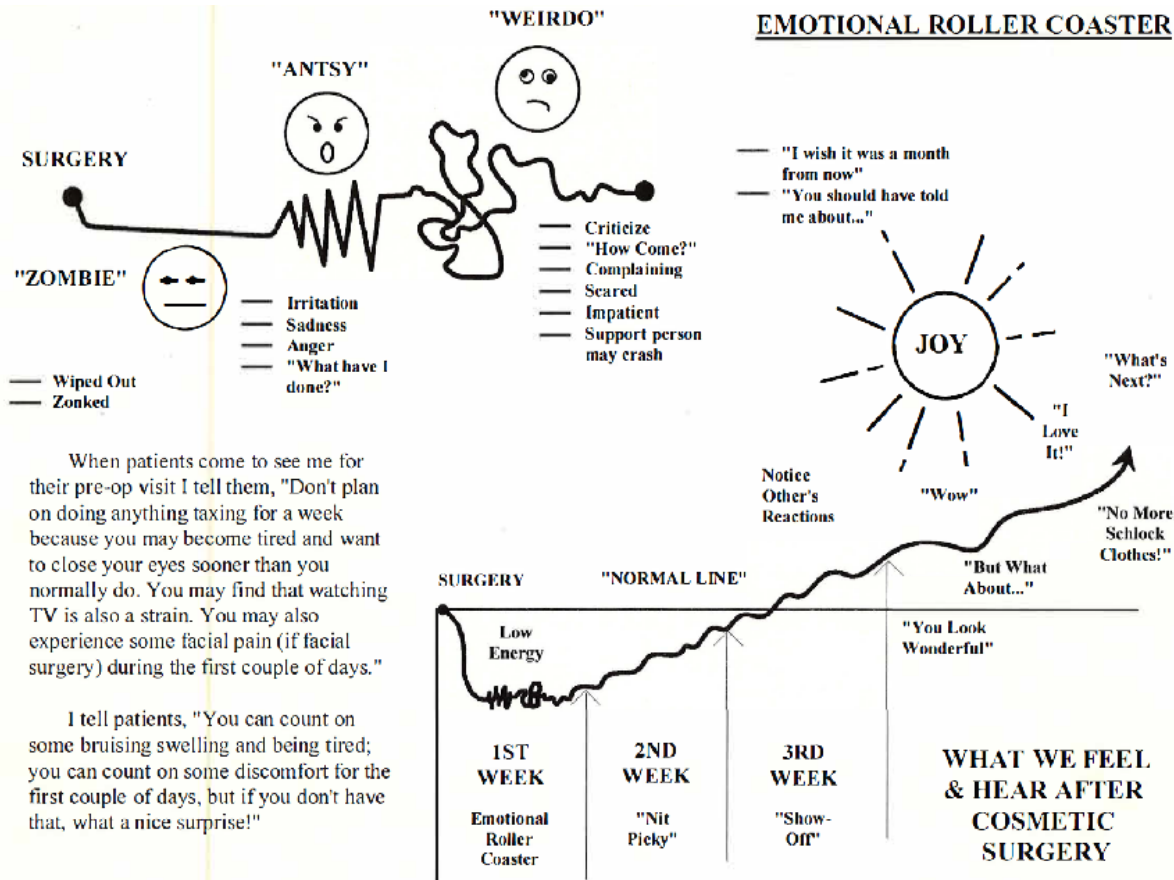 EMOTIONAL ROLLER COASTER
"WEIRDO"
"ANTSY"
SURGERY
"ZOMBIE"
Wiped Out
Zonked
Irritation
Sadness
Anger
"What have I
done?"
Criticize
"How Come?"
Complaining
Scared
Impatient
Support person
may crash
"I wish it was a month
from now"
"You should have told
me about..."
JOY
"What's
Next?"
"I
Love
It!"
"Wow"
Notice
Other's
Reactions
"No More
Schlock
Clothes!"
"But What
About..."
"You Look
Wonderful"
When patients come to see me for
their pre-op visit I tell them, "Don't plan
on doing anything taxing for a week
because you may become tired and want
to close your eyes sooner than you
normally do. You may find that watching
TV is also a strain. You may also
experience some facial pain (if facial
surgery) during the first couple of days."
I tell patients, "You can count on
some bruising swelling and being tired;
you can count on some discomfort for the
first couple of days, but if you don't have
that, what a nice surprise!"
SURGERY
"NORMAL LINE"
Low
Energy
1ST
WEEK
Emotional
Roller
Coaster
2ND
WEEK
"Nit
Picky"
3RD
WEEK
"Show-
Off"
WHAT WE FEEL
& HEAR AFTER
COSMETIC
SURGERY